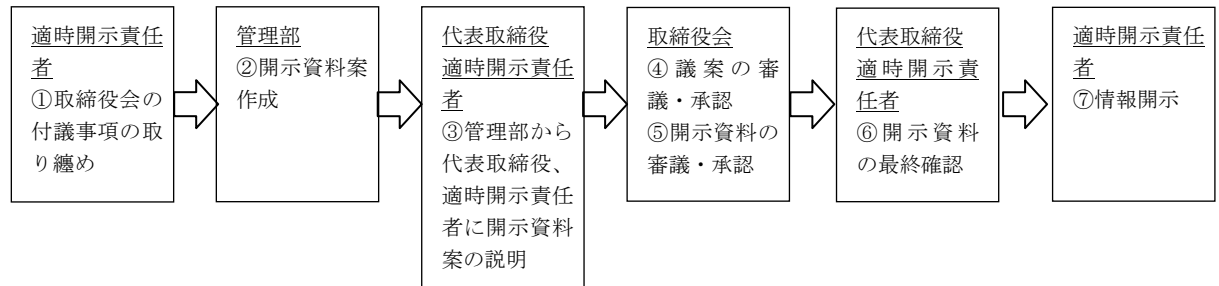 適時開示責任
者
①取締役会の
付議事項の取
り纏め
管理部
②開示資料案
作成
代表取締役
適時開示責任
者
③管理部から
代表取締役、
適時開示責任
者に開示資料
案の説明
取締役会
④議案の審
議・承認
⑤開示資料の
審議・承認
代表取締役
適時開示責
任者
⑥開示資料
の最終確認
適時開示責任
者
⑦情報開示